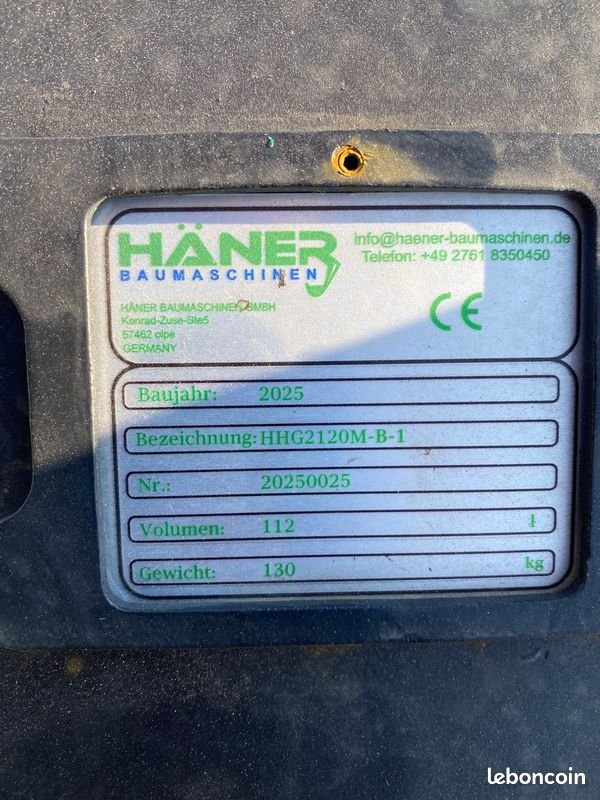 HÄNER
BAUMASCHINEN
info@haener-baumaschinen.de
Telefon: +49 2761 8350450
HÄNER BAUMASCHINEN GMBH
Konrad-Zuse-Ste5
57462 olpe
GERMANY
CE
Baujahr: 2025
Bezeichnung: HHG2120M-B-1
Nr.: 20250025
Volumen: 112 l
Gewicht: 130 kg
leboncoin